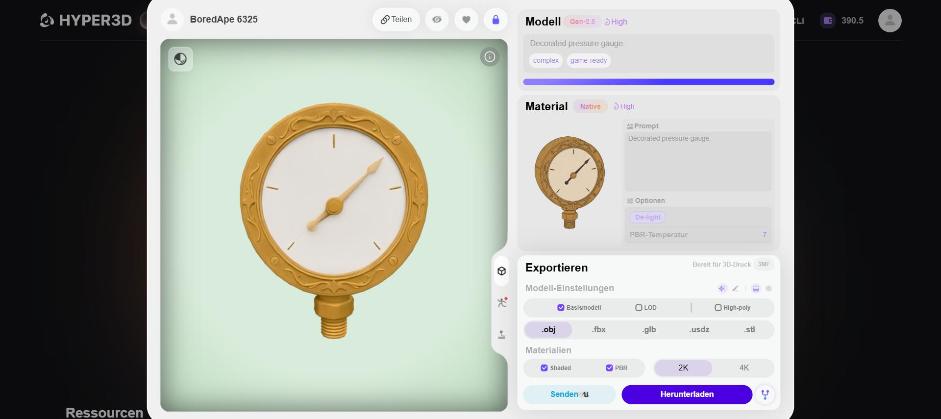 HYPER3D
BoredApe 6325
Teilen
Modell Gen-2.5 High
Decorated pressure gauge.
complex game ready
Material Native High
Prompt
Decorated pressure gauge.
Optionen
De-light
PBR-Temperatur 7
Exportieren
Bereit für 3D-Druck 3MF
Modell-Einstellungen
Basismodell LOD High-poly
.obj .fbx .glb .usdz .stl
Materialien
Shaded PBR 2K 4K
Senden Herunterladen
390.5
Ressourcen